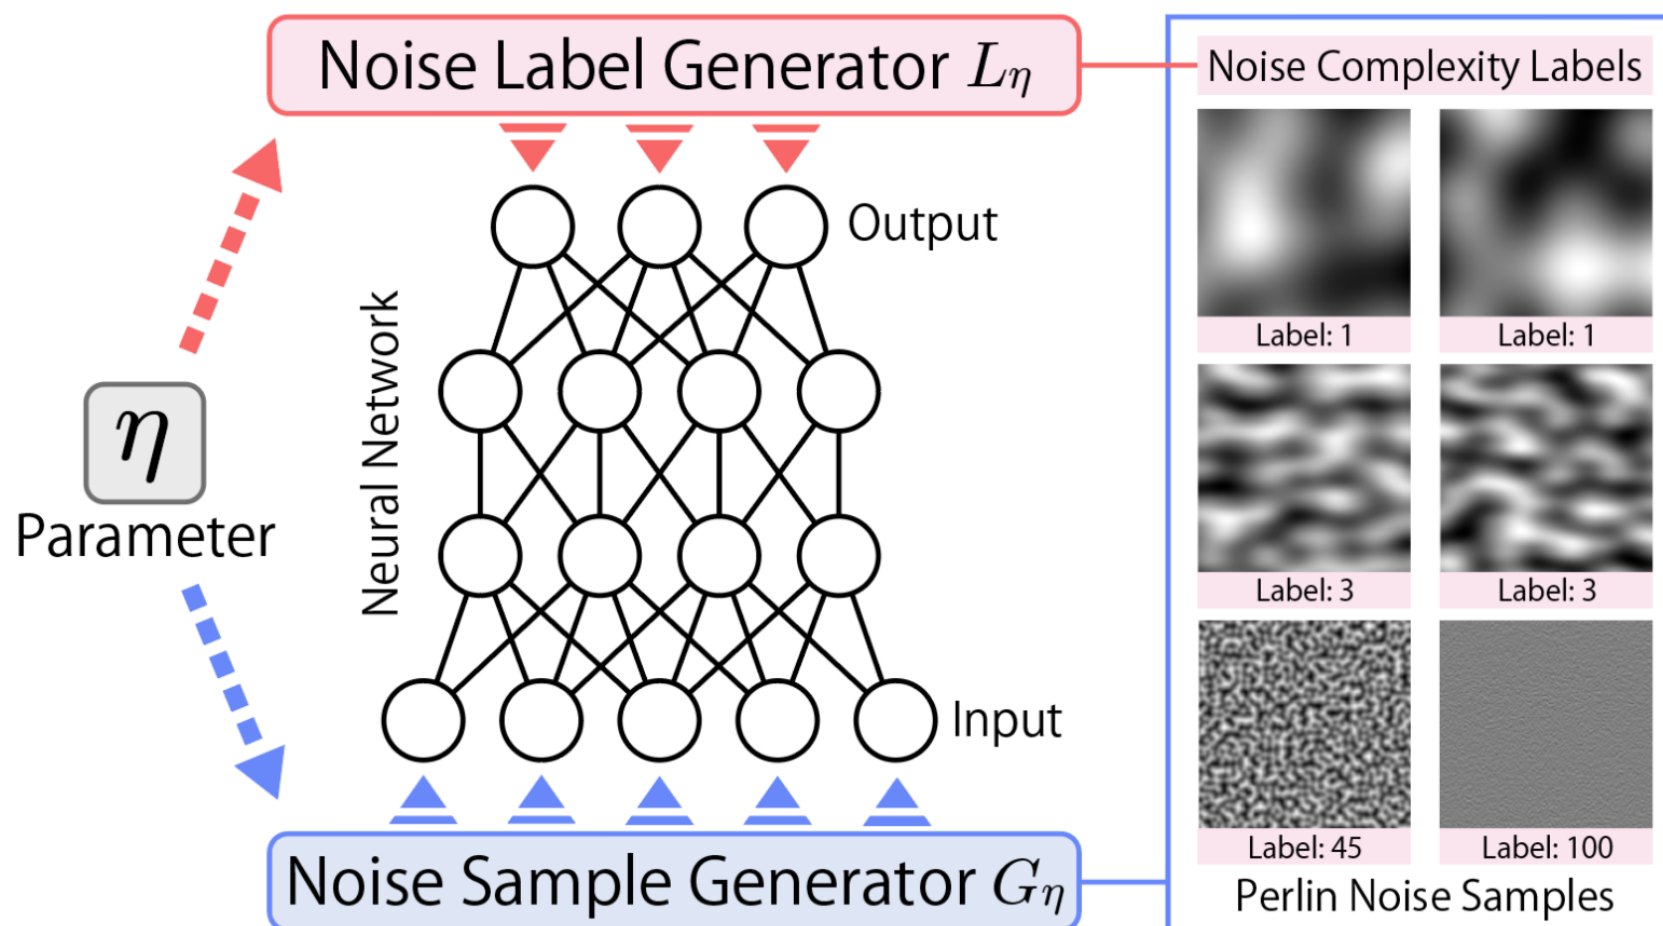 Noise Label Generator Lη
Noise Complexity Labels
Output
Label: 1
Label: 1
Neural Network
η
Parameter
Label: 3
Label: 3
Input
Label: 45
Label: 100
Noise Sample Generator Gη
Perlin Noise Samples